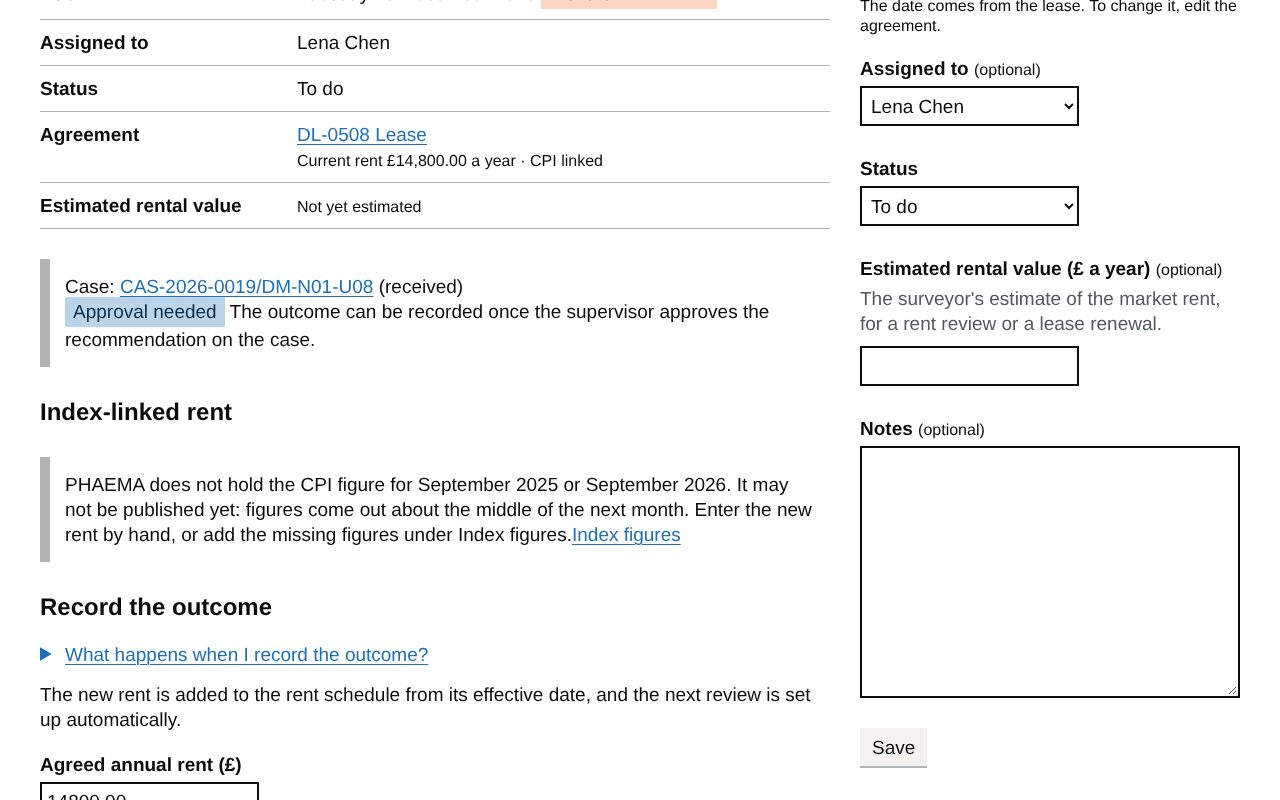 Assigned to
Lena Chen
Status
To do
Agreement
DL-0508 Lease
Current rent £14,800.00 a year · CPI linked
Estimated rental value
Not yet estimated
Case: CAS-2026-0019/DM-N01-U08 (received)
Approval needed The outcome can be recorded once the supervisor approves the
recommendation on the case.
Index-linked rent
PHAEMA does not hold the CPI figure for September 2025 or September 2026. It may
not be published yet: figures come out about the middle of the next month. Enter the new
rent by hand, or add the missing figures under Index figures.Index figures
Record the outcome
What happens when I record the outcome?
The new rent is added to the rent schedule from its effective date, and the next review is set
up automatically.
Agreed annual rent (£)
14800.00
The date comes from the lease. To change it, edit the
agreement.
Assigned to (optional)
Lena Chen
Status
To do
Estimated rental value (£ a year) (optional)
The surveyor's estimate of the market rent,
for a rent review or a lease renewal.
Notes (optional)
Save